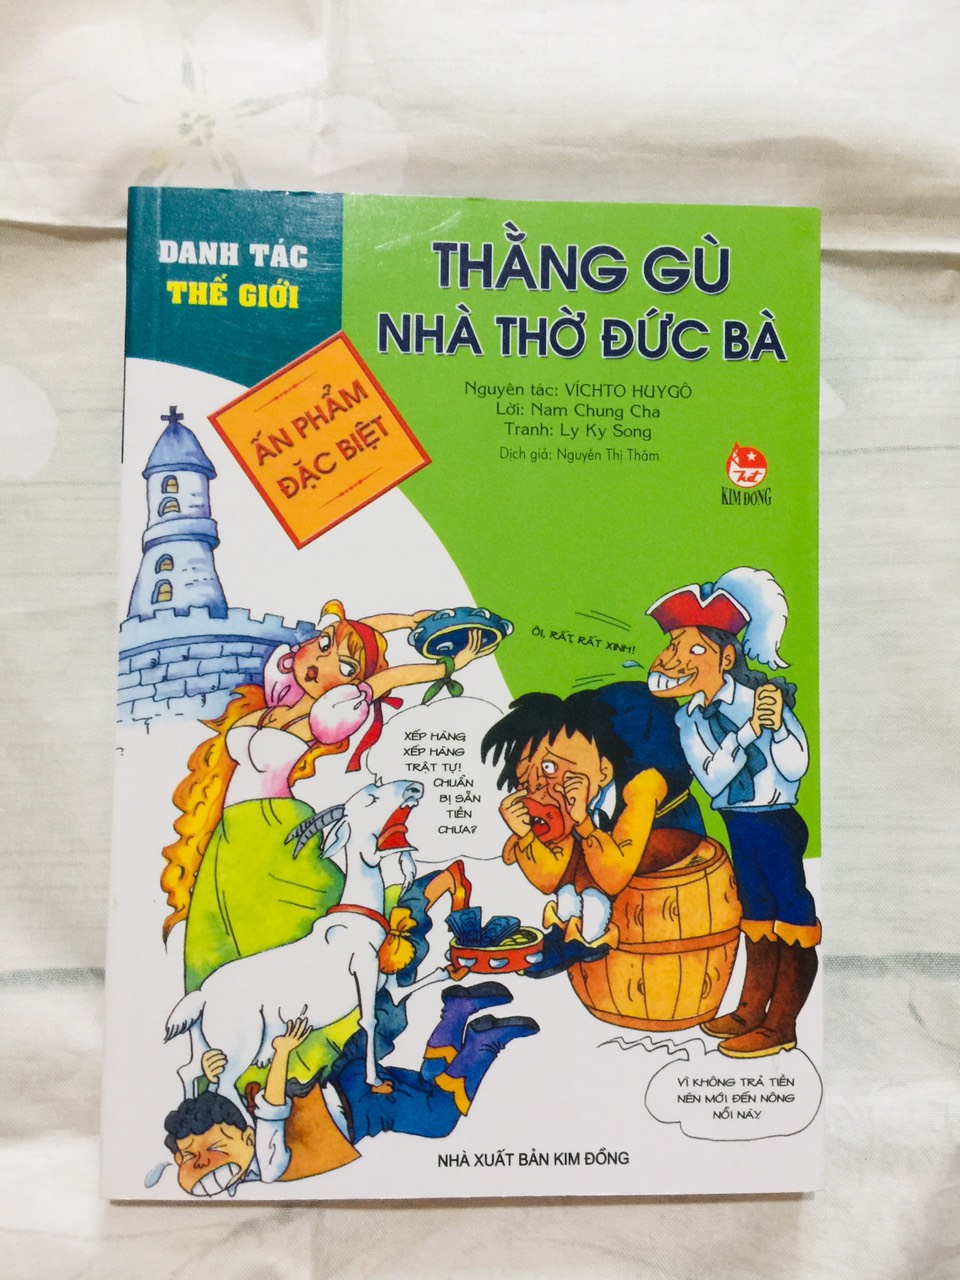 DANH TÁC
THẾ GIỚI
ẤN PHẨM
ĐẶC BIỆT
THẰNG GÙ
NHÀ THỜ ĐỨC BÀ
Nguyên tác: VÍCHTO HUYGÔ
Lời: Nam Chung Cha
Tranh: Ly Ky Song
Dịch giả: Nguyễn Thị Thắm
KIM ĐỒNG
ÔI, RẤT, RẤT XINH!
XẾP HÀNG,
XẾP HÀNG
TRẬT TỰ!
CHUẨN
BỊ SẴN
TIỀN
CHƯA?
VÌ KHÔNG TRẢ TIỀN
NÊN MỚI ĐẾN NÔNG
NỖI NÀY.
NHÀ XUẤT BẢN KIM ĐỒNG